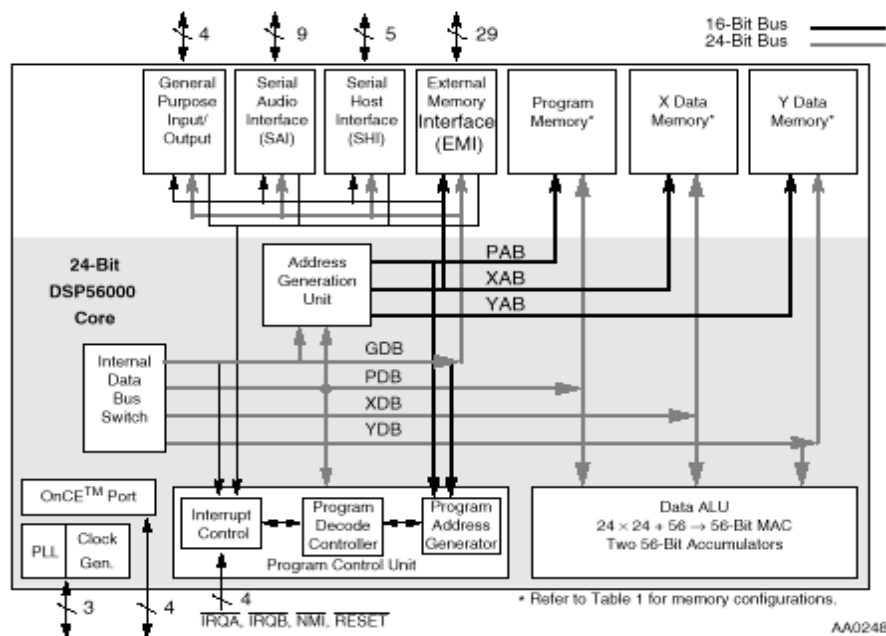 4
9
5
29
16-Bit Bus
24-Bit Bus
General
Purpose
Input/
Output
Serial
Audio
Interface
(SAI)
Serial
Host
Interface
(SHI)
External
Memory
Interface
(EMI)
Program
Memory*
X Data
Memory*
Y Data
Memory*
24-Bit
DSP56000
Core
Address
Generation
Unit
PAB
XAB
YAB
Internal
Data
Bus
Switch
GDB
PDB
XDB
YDB
OnCE™ Port
PLL
Clock
Gen.
Interrupt
Control
Program
Decode
Controller
Program
Address
Generator
Program Control Unit
Data ALU
24 × 24 + 56 → 56-Bit MAC
Two 56-Bit Accumulators
3
4
4
IRQA, IRQB, NMI, RESET
* Refer to Table 1 for memory configurations.
AA0248